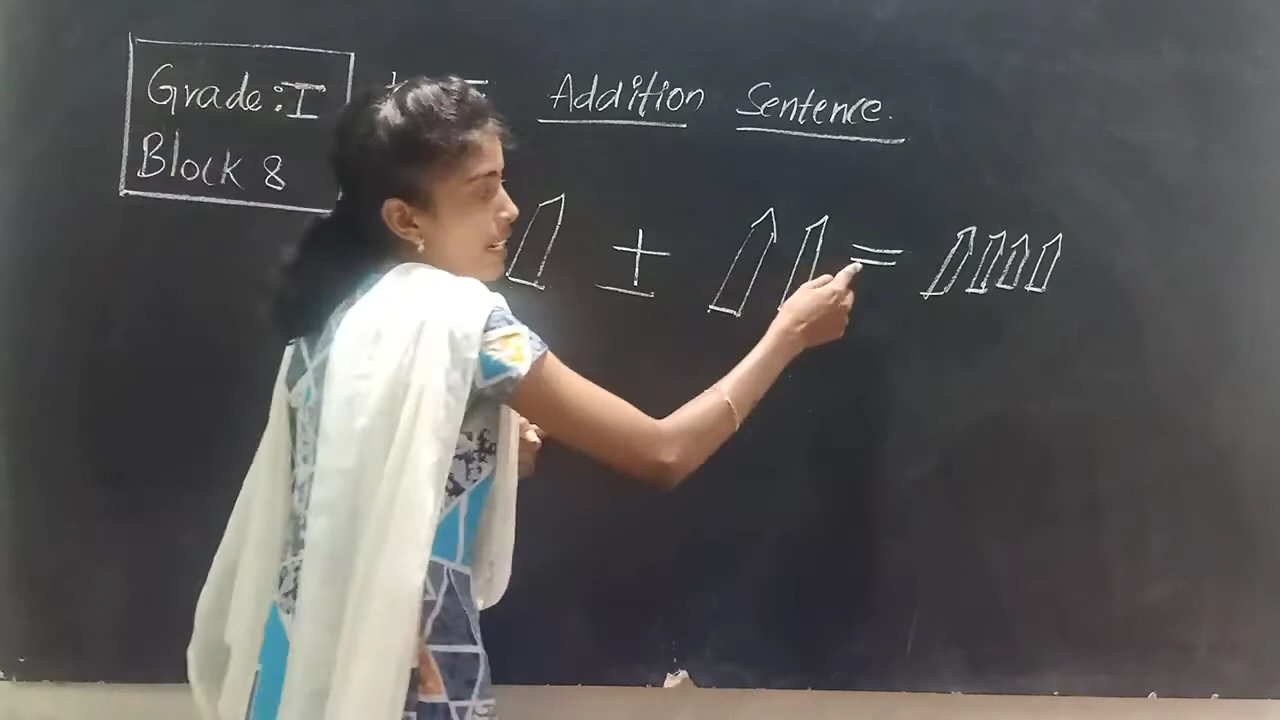 Grade : I
Block 8
+ =
Addition Sentence.
+ =